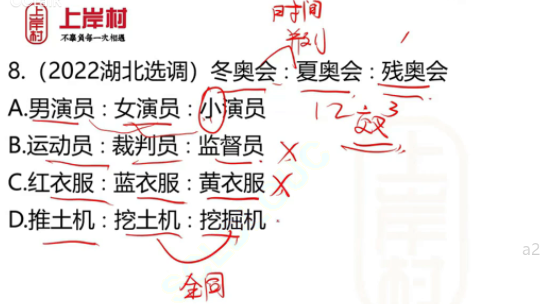 上岸村
不辜负每一次相遇
时间
并列
8.（2022湖北选调）冬奥会：夏奥会：残奥会
A.男演员：女演员：小演员
12 交 3
B.运动员：裁判员：监督员 ×
C.红衣服：蓝衣服：黄衣服 ×
D.推土机：挖土机：挖掘机
全同
上岸村
a2